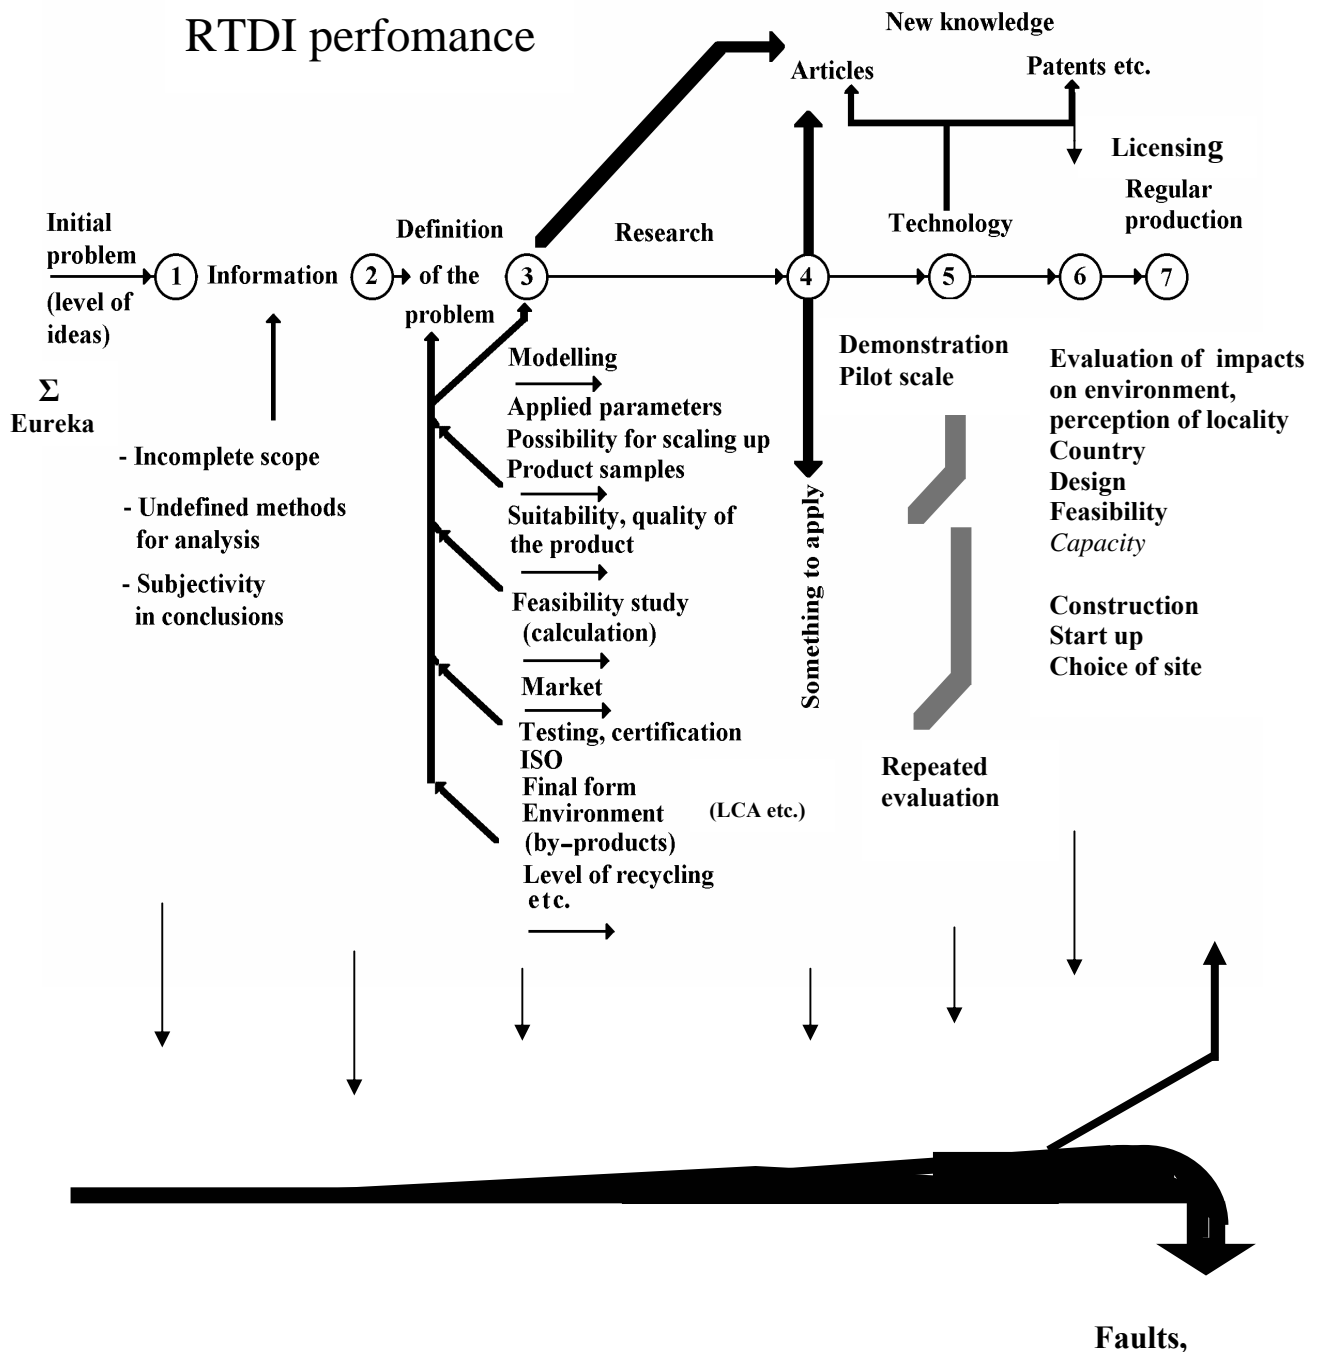 RTDI perfomance
New knowledge
Articles
Patents etc.
Licensing
Regular
production
Initial
problem
(level of
ideas)
Σ
Eureka
1
Information
2
Definition
of the
problem
3
Research
4
Technology
5
6
7
- Incomplete scope
- Undefined methods
for analysis
- Subjectivity
in conclusions
Modelling
Applied parameters
Possibility for scaling up
Product samples
Suitability, quality of
the product
Feasibility study
(calculation)
Market
Testing, certification
ISO
Final form
Environment
(by-products)
Level of recycling
etc.
(LCA etc.)
Something to apply
Demonstration
Pilot scale
Repeated
evaluation
Evaluation of impacts
on environment,
perception of locality
Country
Design
Feasibility
Capacity
Construction
Start up
Choice of site
Faults,